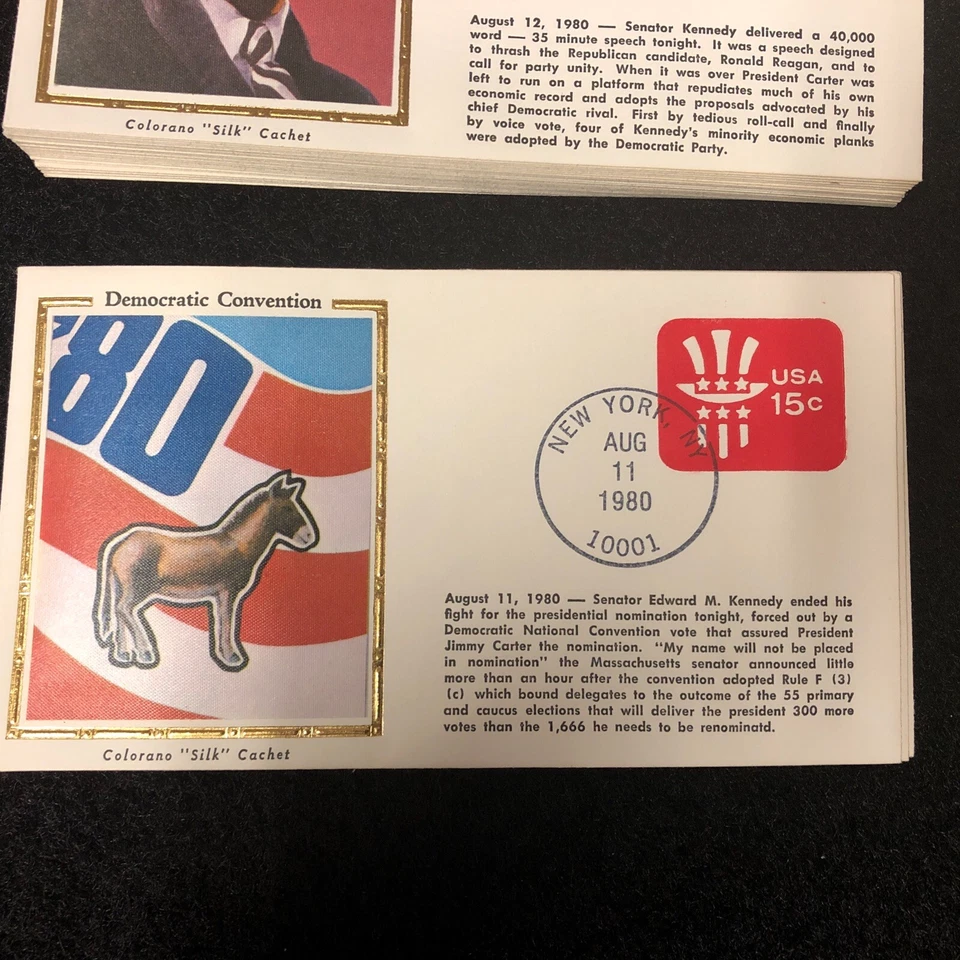 August 12, 1980 — Senator Kennedy delivered a 40,000
word — 35 minute speech tonight. It was a speech designed
to thrash the Republican candidate, Ronald Reagan, and to
call for party unity. When it was over President Carter was
left to run on a platform that repudiates much of his own
economic record and adopts the proposals advocated by his
chief Democratic rival. First by tedious roll-call and finally
by voice vote, four of Kennedy's minority economic planks
were adopted by the Democratic Party.
Colorano "Silk" Cachet
Democratic Convention
'80
USA
15c
NEW YORK, NY
AUG
11
1980
10001
August 11, 1980 — Senator Edward M. Kennedy ended his
fight for the presidential nomination tonight, forced out by a
Democratic National Convention vote that assured President
Jimmy Carter the nomination. "My name will not be placed
in nomination" the Massachusetts senator announced little
more than an hour after the convention adopted Rule F (3)
(c) which bound delegates to the outcome of the 55 primary
and caucus elections that will deliver the president 300 more
votes than the 1,666 he needs to be renominatd.
Colorano "Silk" Cachet